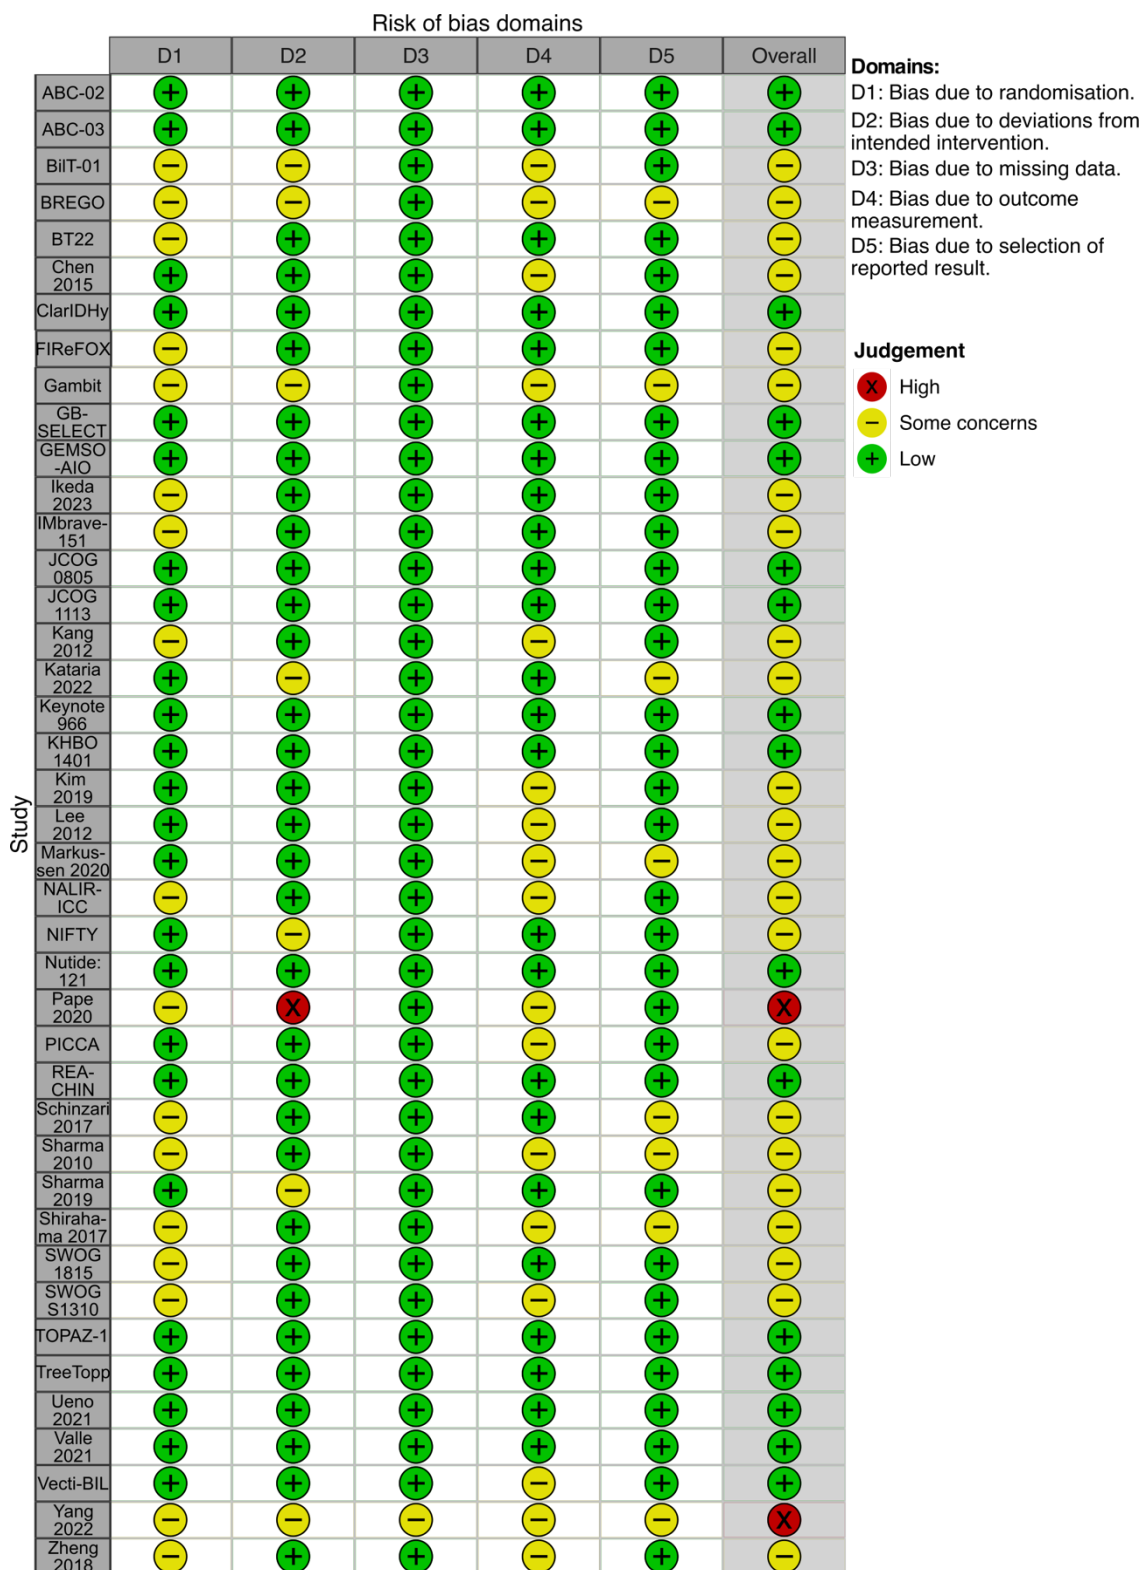 Risk of bias domains
D1 D2 D3 D4 D5 Overall
ABC-02
ABC-03
BilT-01
BREGO
BT22
Chen
2015
ClarIDHy
FIReFOX
Gambit
GB-
SELECT
GEMSO
-AIO
Ikeda
2023
IMbrave-
151
JCOG
0805
JCOG
1113
Kang
2012
Kataria
2022
Keynote
966
KHBO
1401
Kim
2019
Lee
2012
Markus-
sen 2020
NALIR-
ICC
NIFTY
Nutide:
121
Pape
2020
PICCA
REA-
CHIN
Schinzari
2017
Sharma
2010
Sharma
2019
Shiraha-
ma 2017
SWOG
1815
SWOG
S1310
TOPAZ-1
TreeTopp
Ueno
2021
Valle
2021
Vecti-BIL
Yang
2022
Zheng
2018
Study
Domains:
D1: Bias due to randomisation.
D2: Bias due to deviations from
intended intervention.
D3: Bias due to missing data.
D4: Bias due to outcome
measurement.
D5: Bias due to selection of
reported result.
Judgement
X High
− Some concerns
+ Low